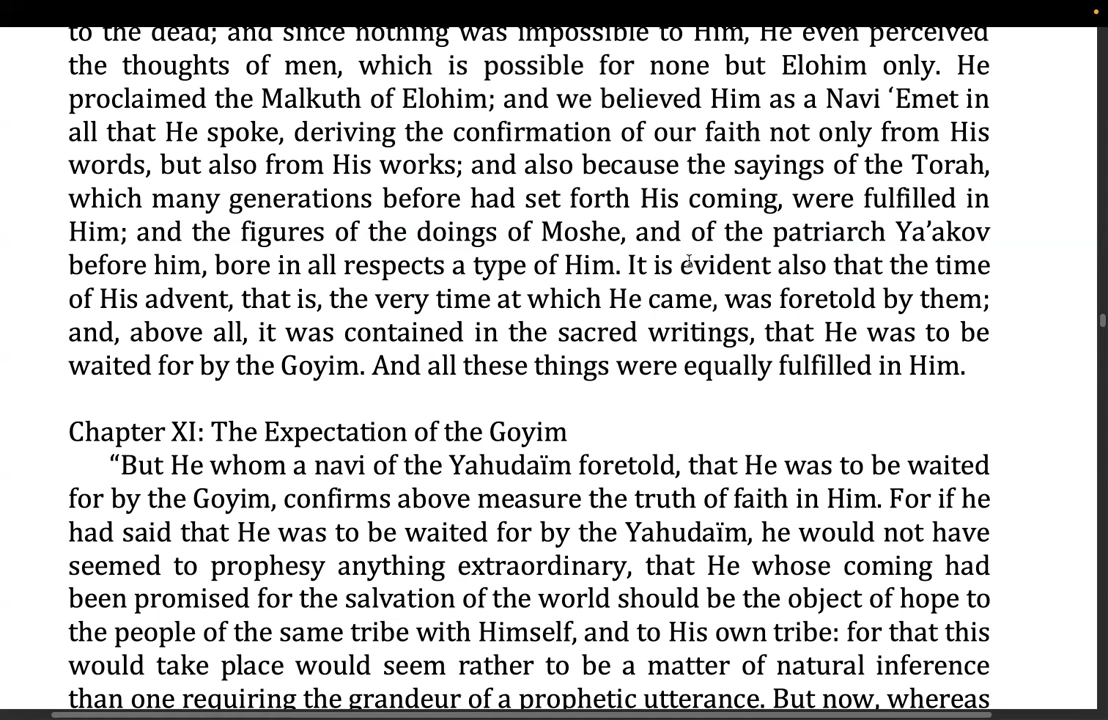 to the dead; and since nothing was impossible to Him, He even perceived
the thoughts of men, which is possible for none but Elohim only. He
proclaimed the Malkuth of Elohim; and we believed Him as a Navi ‘Emet in
all that He spoke, deriving the confirmation of our faith not only from His
words, but also from His works; and also because the sayings of the Torah,
which many generations before had set forth His coming, were fulfilled in
Him; and the figures of the doings of Moshe, and of the patriarch Ya’akov
before him, bore in all respects a type of Him. It is evident also that the time
of His advent, that is, the very time at which He came, was foretold by them;
and, above all, it was contained in the sacred writings, that He was to be
waited for by the Goyim. And all these things were equally fulfilled in Him.
Chapter XI: The Expectation of the Goyim
“But He whom a navi of the Yahudaïm foretold, that He was to be waited
for by the Goyim, confirms above measure the truth of faith in Him. For if he
had said that He was to be waited for by the Yahudaïm, he would not have
seemed to prophesy anything extraordinary, that He whose coming had
been promised for the salvation of the world should be the object of hope to
the people of the same tribe with Himself, and to His own tribe: for that this
would take place would seem rather to be a matter of natural inference
than one requiring the grandeur of a prophetic utterance. But now, whereas